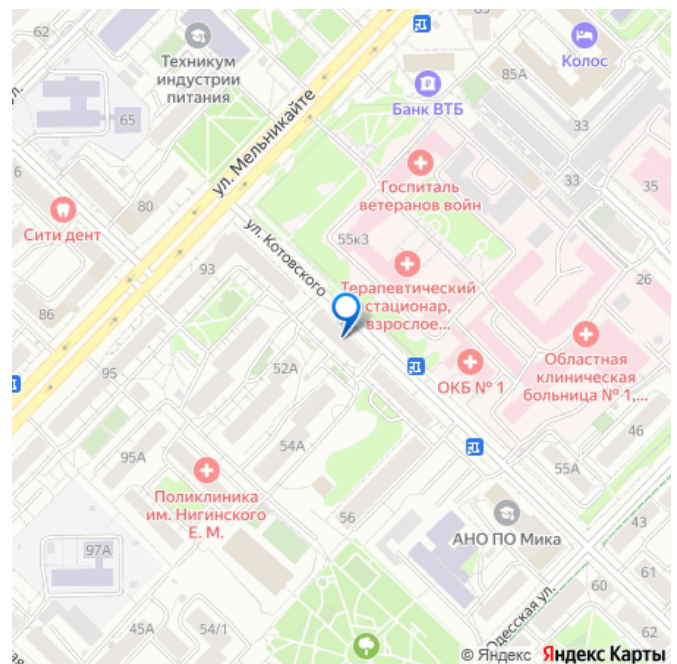 62
Техникум
индустрии
питания
65
ул. Мельникайте
Банк ВТБ
85А
Колос
33
33
35
6
80
Сити дент
Госпиталь
ветеранов войн
55к3
ул. Котовского
93
86
Терапевтический
стационар,
взрослое...
26
52А
ОКБ № 1
Областная
клиническая
больница № 1,...
95
54А
95А
46
55А
Поликлиника
им. Нигинского
Е. М.
56
АНО ПО Мика
43
97А
61
60
Одесская ул.
45А
54/1
62
© Яндекс Яндекс Карты